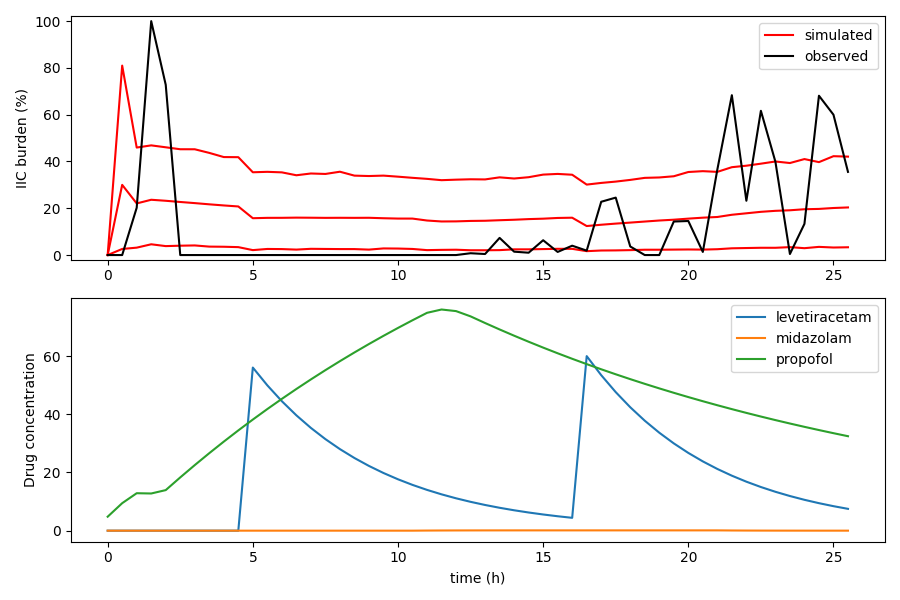 IIC burden (%)
100
80
60
40
20
0
simulated
observed
0 5 10 15 20 25
Drug concentration
60
40
20
0
levetiracetam
midazolam
propofol
0 5 10 15 20 25
time (h)